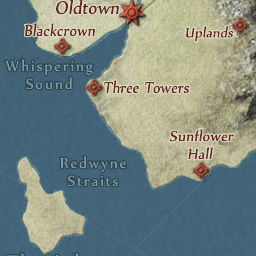 Oldtown
Blackcrown
Uplands
Whispering
Sound
Three Towers
Sunflower
Hall
Redwyne
Straits